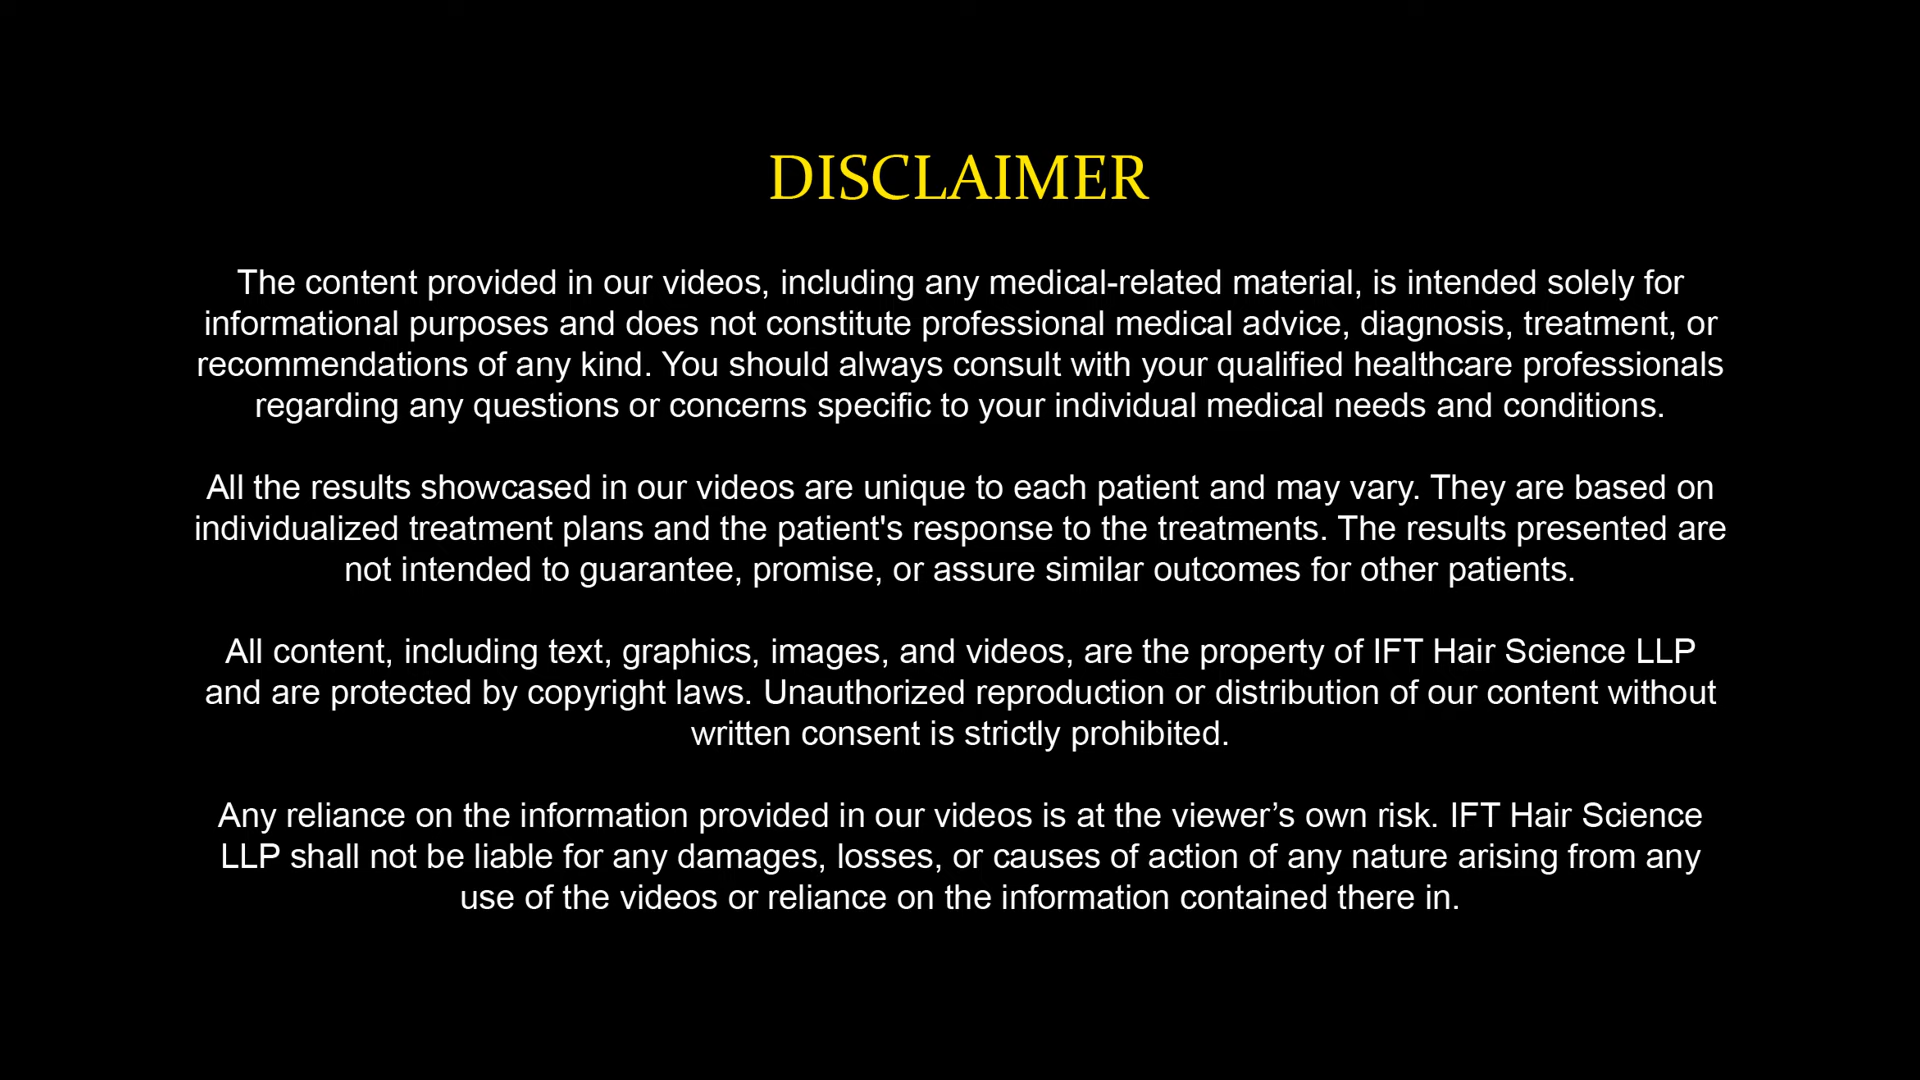 DISCLAIMER
The content provided in our videos, including any medical-related material, is intended solely for
informational purposes and does not constitute professional medical advice, diagnosis, treatment, or
recommendations of any kind. You should always consult with your qualified healthcare professionals
regarding any questions or concerns specific to your individual medical needs and conditions.
All the results showcased in our videos are unique to each patient and may vary. They are based on
individualized treatment plans and the patient's response to the treatments. The results presented are
not intended to guarantee, promise, or assure similar outcomes for other patients.
All content, including text, graphics, images, and videos, are the property of IFT Hair Science LLP
and are protected by copyright laws. Unauthorized reproduction or distribution of our content without
written consent is strictly prohibited.
Any reliance on the information provided in our videos is at the viewer’s own risk. IFT Hair Science
LLP shall not be liable for any damages, losses, or causes of action of any nature arising from any
use of the videos or reliance on the information contained there in.